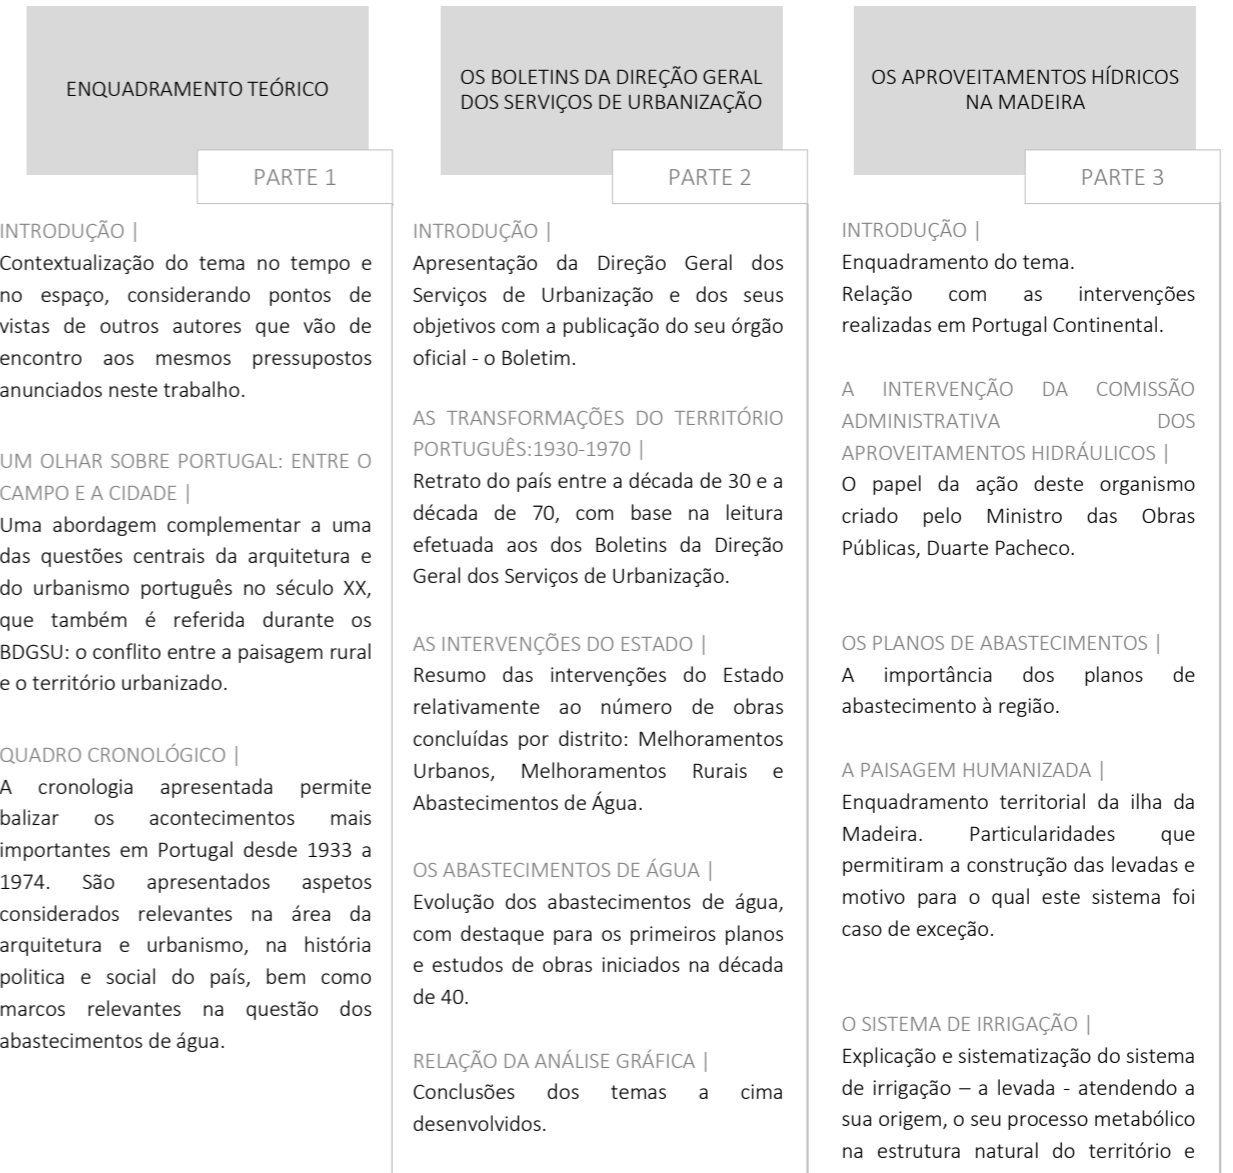 ENQUADRAMENTO TEÓRICO
PARTE 1
INTRODUÇÃO |
Contextualização do tema no tempo e
no espaço, considerando pontos de
vistas de outros autores que vão de
encontro aos mesmos pressupostos
anunciados neste trabalho.
UM OLHAR SOBRE PORTUGAL: ENTRE O
CAMPO E A CIDADE |
Uma abordagem complementar a uma
das questões centrais da arquitetura e
do urbanismo português no século XX,
que também é referida durante os
BDGSU: o conflito entre a paisagem rural
e o território urbanizado.
QUADRO CRONOLÓGICO |
A cronologia apresentada permite
balizar os acontecimentos mais
importantes em Portugal desde 1933 a
1974. São apresentados aspetos
considerados relevantes na área da
arquitetura e urbanismo, na história
politica e social do país, bem como
marcos relevantes na questão dos
abastecimentos de água.
OS BOLETINS DA DIREÇÃO GERAL
DOS SERVIÇOS DE URBANIZAÇÃO
PARTE 2
INTRODUÇÃO |
Apresentação da Direção Geral dos
Serviços de Urbanização e dos seus
objetivos com a publicação do seu órgão
oficial - o Boletim.
AS TRANSFORMAÇÕES DO TERRITÓRIO
PORTUGUÊS:1930-1970 |
Retrato do país entre a década de 30 e a
década de 70, com base na leitura
efetuada aos dos Boletins da Direção
Geral dos Serviços de Urbanização.
AS INTERVENÇÕES DO ESTADO |
Resumo das intervenções do Estado
relativamente ao número de obras
concluídas por distrito: Melhoramentos
Urbanos, Melhoramentos Rurais e
Abastecimentos de Água.
OS ABASTECIMENTOS DE ÁGUA |
Evolução dos abastecimentos de água,
com destaque para os primeiros planos
e estudos de obras iniciados na década
de 40.
RELAÇÃO DA ANÁLISE GRÁFICA |
Conclusões dos temas a cima
desenvolvidos.
OS APROVEITAMENTOS HÍDRICOS
NA MADEIRA
PARTE 3
INTRODUÇÃO |
Enquadramento do tema.
Relação com as intervenções
realizadas em Portugal Continental.
A INTERVENÇÃO DA COMISSÃO
ADMINISTRATIVA DOS
APROVEITAMENTOS HIDRÁULICOS |
O papel da ação deste organismo
criado pelo Ministro das Obras
Públicas, Duarte Pacheco.
OS PLANOS DE ABASTECIMENTOS |
A importância dos planos de
abastecimento à região.
A PAISAGEM HUMANIZADA |
Enquadramento territorial da ilha da
Madeira. Particularidades que
permitiram a construção das levadas e
motivo para o qual este sistema foi
caso de exceção.
O SISTEMA DE IRRIGAÇÃO |
Explicação e sistematização do sistema
de irrigação – a levada - atendendo a
sua origem, o seu processo metabólico
na estrutura natural do território e